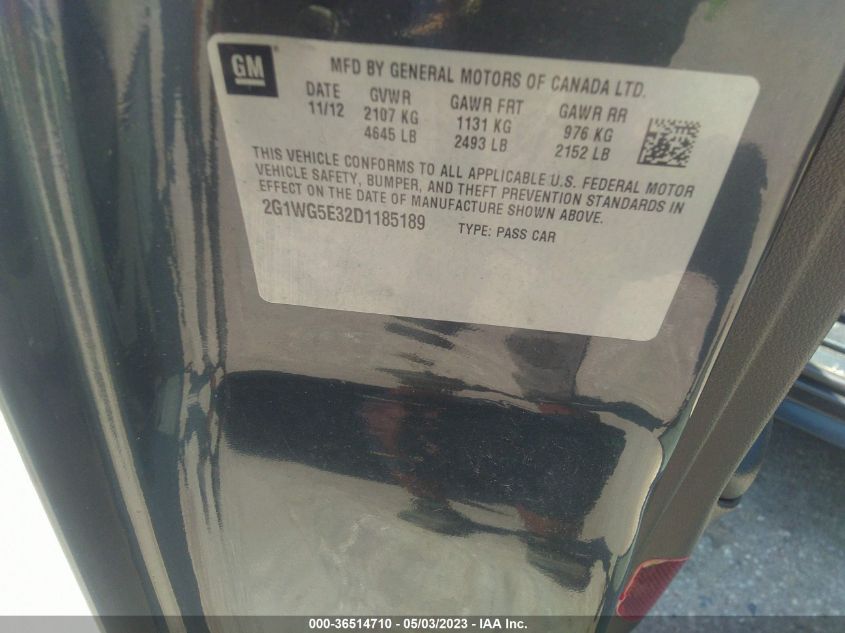 GM
MFD BY GENERAL MOTORS OF CANADA LTD.
DATE GVWR GAWR FRT GAWR RR
11/12 2107 KG 1131 KG 976 KG
4645 LB 2493 LB 2152 LB
THIS VEHICLE CONFORMS TO ALL APPLICABLE U.S. FEDERAL MOTOR
VEHICLE SAFETY, BUMPER, AND THEFT PREVENTION STANDARDS IN
EFFECT ON THE DATE OF MANUFACTURE SHOWN ABOVE.
2G1WG5E32D1185189 TYPE: PASS CAR
000-36514710 - 05/03/2023 - IAA Inc.